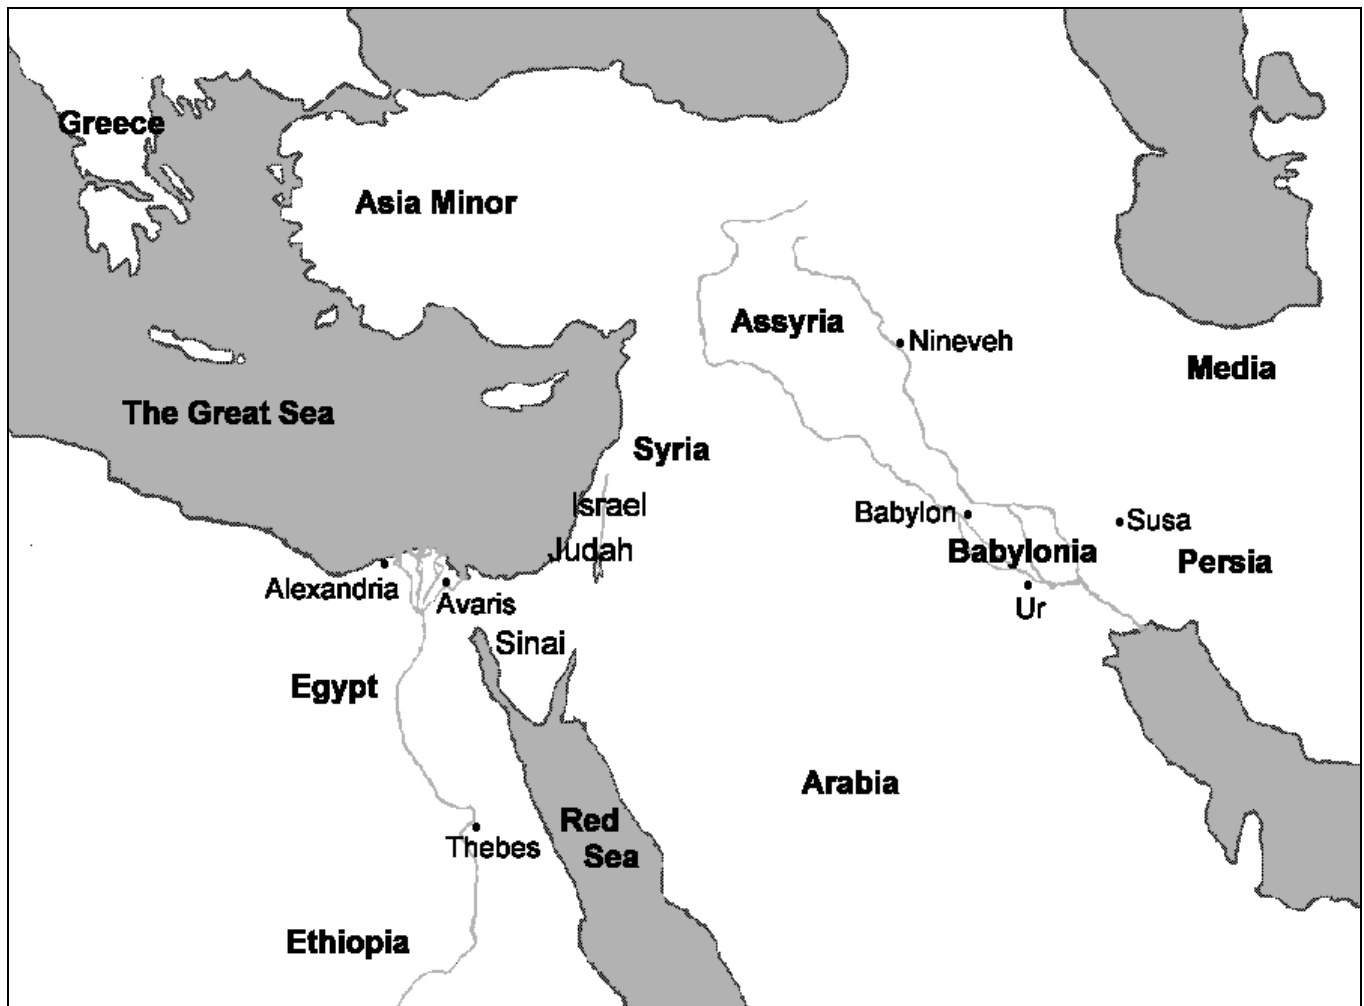 Greece
Asia Minor
Assyria
Nineveh
Media
The Great Sea
Syria
Israel
Babylon
Susa
Judah
Babylonia
Persia
Alexandria
Avaris
Ur
Sinai
Egypt
Arabia
Red
Sea
Thebes
Ethiopia